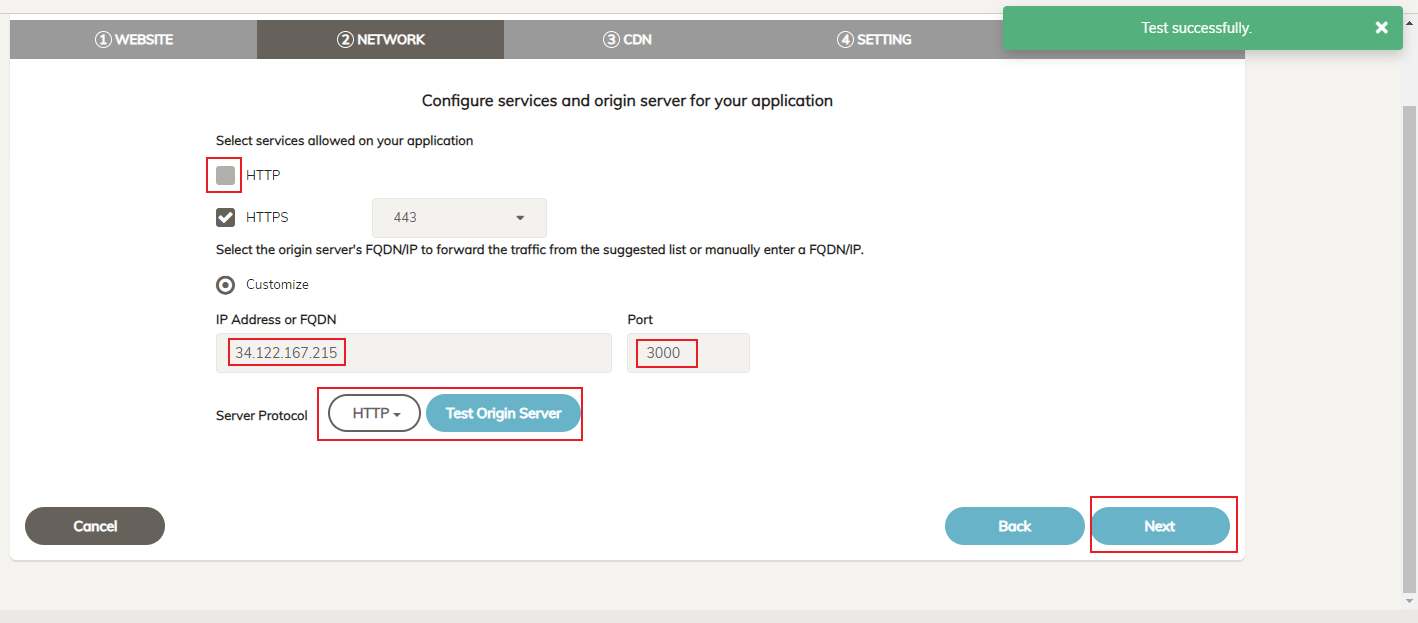 Test successfully.
① WEBSITE
② NETWORK
③ CDN
④ SETTING
Configure services and origin server for your application
Select services allowed on your application
HTTP
HTTPS 443
Select the origin server's FQDN/IP to forward the traffic from the suggested list or manually enter a FQDN/IP.
Customize
IP Address or FQDN Port
34.122.167.215 3000
Server Protocol HTTP Test Origin Server
Cancel Back Next